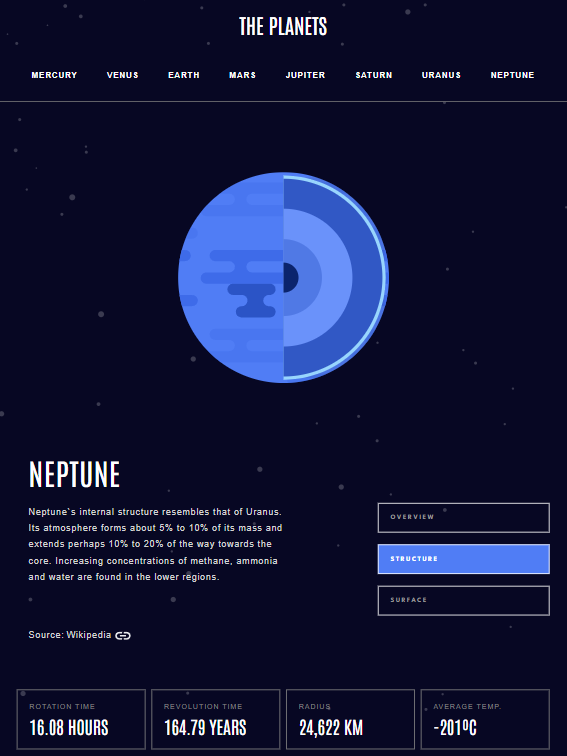 THE PLANETS
MERCURY VENUS EARTH MARS JUPITER SATURN URANUS NEPTUNE
NEPTUNE
Neptune`s internal structure resembles that of Uranus.
Its atmosphere forms about 5% to 10% of its mass and
extends perhaps 10% to 20% of the way towards the
core. Increasing concentrations of methane, ammonia
and water are found in the lower regions.
Source: Wikipedia
OVERVIEW
STRUCTURE
SURFACE
ROTATION TIME
16.08 HOURS
REVOLUTION TIME
164.79 YEARS
RADIUS
24,622 KM
AVERAGE TEMP.
-201ºC